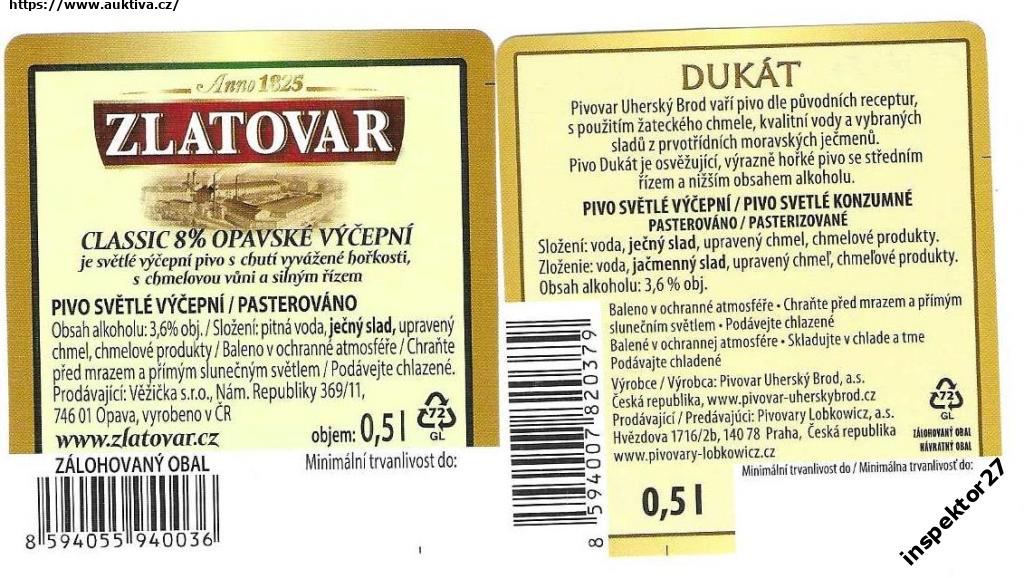 https://www.auktiva.cz/
Anno 1825
ZLATOVAR
CLASSIC 8% OPAVSKÉ VÝČEPNÍ
je světlé výčepní pivo s chutí vyvážené hořkosti,
s chmelovou vůni a silným řízem
PIVO SVĚTLÉ VÝČEPNÍ / PASTEROVÁNO
Obsah alkoholu: 3,6% obj. / Složení: pitná voda, ječný slad, upravený
chmel, chmelové produkty / Baleno v ochranné atmosféře / Chraňte
před mrazem a přímým slunečním světlem / Podávejte chlazené.
Prodávající: Věžička s.r.o., Nám. Republiky 369/11,
746 01 Opava, vyrobeno v ČR
www.zlatovar.cz
objem: 0,5 l
72
GL
ZÁLOHOVANÝ OBAL
Minimální trvanlivost do:
8 594055 940036
DUKÁT
Pivovar Uherský Brod vaří pivo dle původních receptur,
s použitím žateckého chmele, kvalitní vody a vybraných
sladů z prvotřídních moravských ječmenů.
Pivo Dukát je osvěžující, výrazně hořké pivo se středním
řízem a nižším obsahem alkoholu.
PIVO SVĚTLÉ VÝČEPNÍ / PIVO SVETLÉ KONZUMNÉ
PASTEROVÁNO / PASTERIZOVANÉ
Složení: voda, ječný slad, upravený chmel, chmelové produkty.
Zloženie: voda, jačmenný slad, upravený chmeľ, chmeľové produkty.
Obsah alkoholu: 3,6 % obj.
Baleno v ochranné atmosféře • Chraňte před mrazem a přímým
slunečním světlem • Podávejte chlazené
Balené v ochrannej atmosfére • Skladujte v chlade a tme
Podávajte chladené
Výrobce / Výrobca: Pivovar Uherský Brod, a.s.
Česká republika, www.pivovar-uherskybrod.cz
Prodávající / Predávajúci: Pivovary Lobkowicz, a.s.
Hvězdova 1716/2b, 140 78 Praha, Česká republika
www.pivovary-lobkowicz.cz
72
GL
ZÁLOHOVANÝ OBAL
NÁVRATNÝ OBAL
Minimální trvanlivost do / Minimálna trvanlivosť do:
0,5 l
8 594007 820379
inspektor27